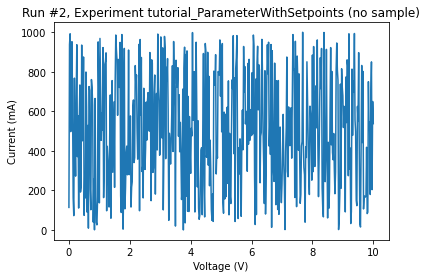 Run #2, Experiment tutorial_ParameterWithSetpoints (no sample)
1000
800
600
400
200
0
Current (mA)
0 2 4 6 8 10
Voltage (V)